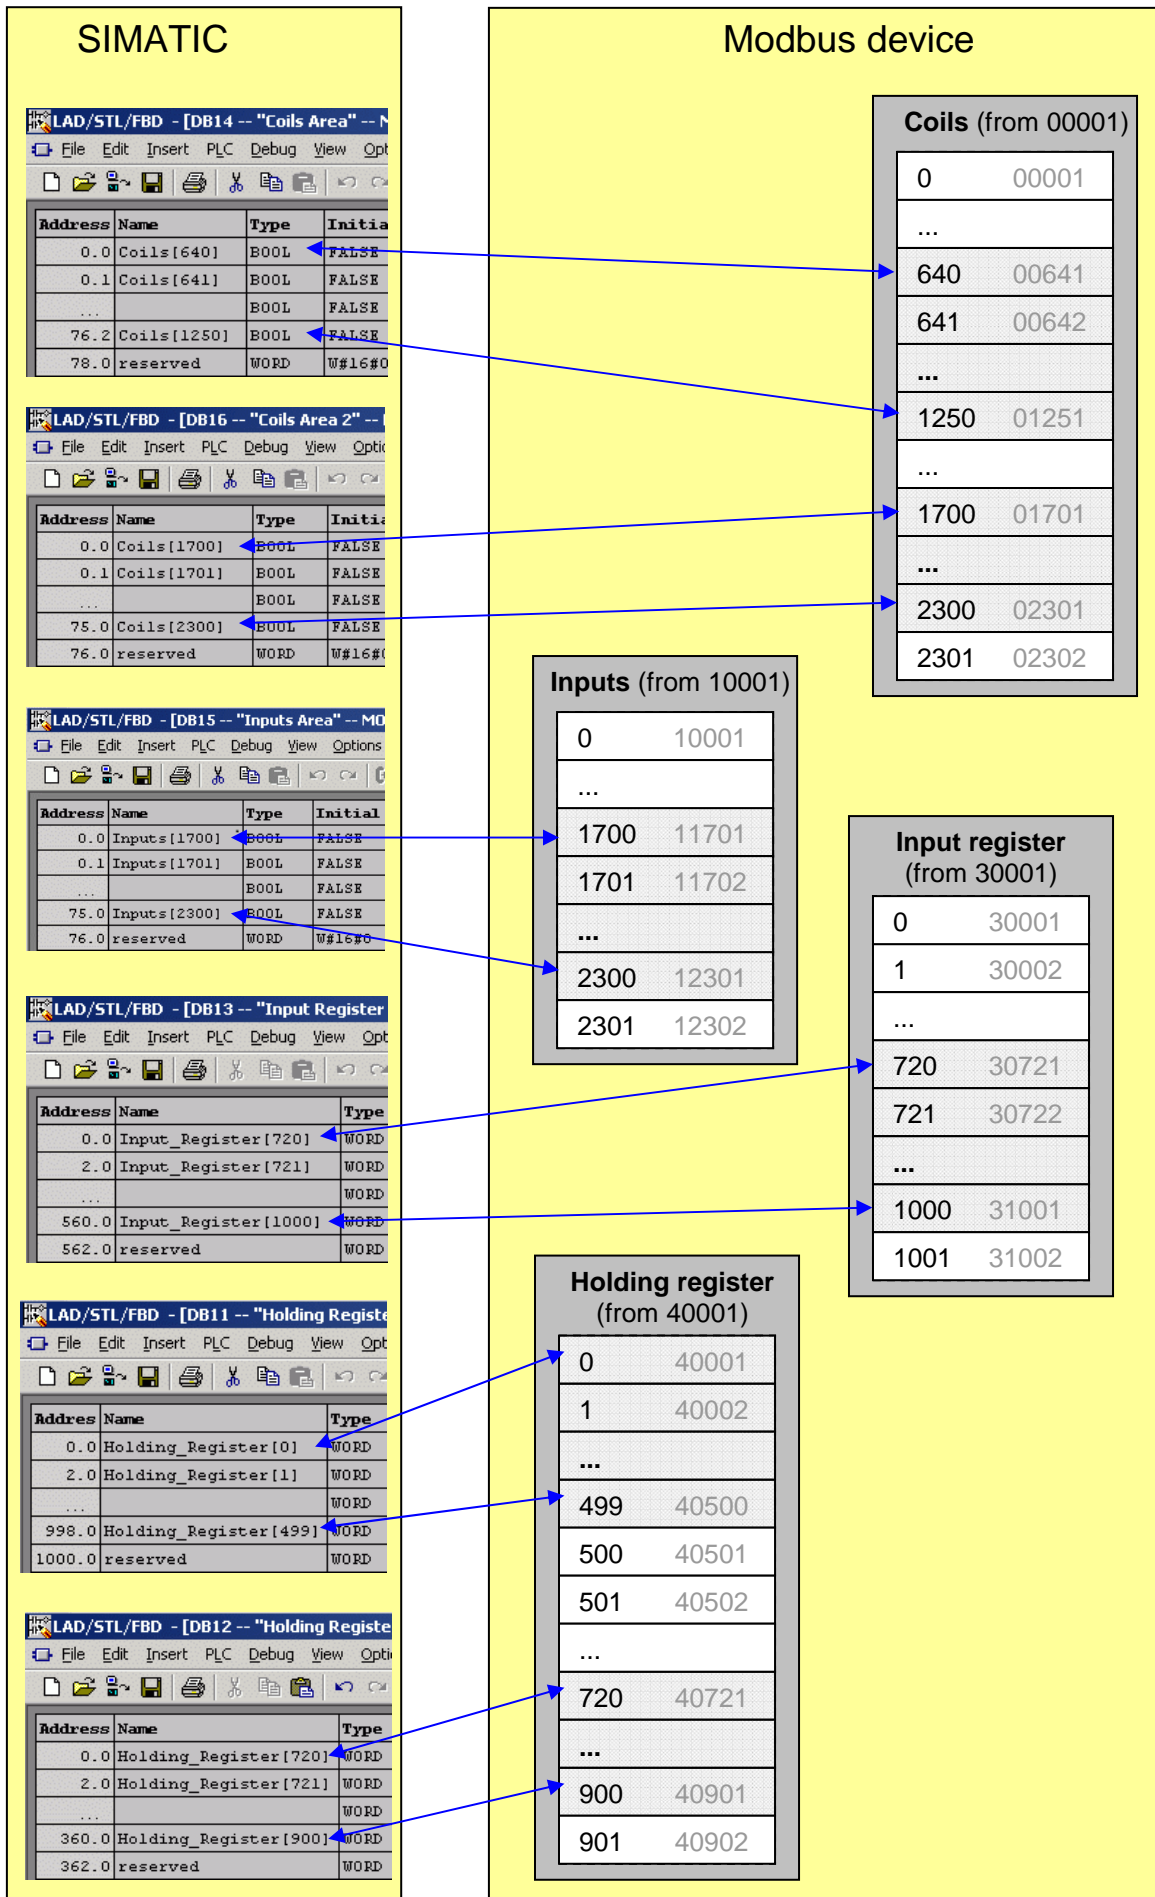 SIMATIC
LAD/STL/FBD - [DB14 -- "Coils Area" -- M
File Edit Insert PLC Debug View Opt
Address Name Type Initia
0.0 Coils[640] BOOL FALSE
0.1 Coils[641] BOOL FALSE
... BOOL FALSE
76.2 Coils[1250] BOOL FALSE
78.0 reserved WORD W#16#0
LAD/STL/FBD - [DB16 -- "Coils Area 2" --
File Edit Insert PLC Debug View Optio
Address Name Type Initia
0.0 Coils[1700] BOOL FALSE
0.1 Coils[1701] BOOL FALSE
... BOOL FALSE
75.0 Coils[2300] BOOL FALSE
76.0 reserved WORD W#16#0
LAD/STL/FBD - [DB15 -- "Inputs Area" -- MO
File Edit Insert PLC Debug View Options
Address Name Type Initial
0.0 Inputs[1700] BOOL FALSE
0.1 Inputs[1701] BOOL FALSE
... BOOL FALSE
75.0 Inputs[2300] BOOL FALSE
76.0 reserved WORD W#16#0
LAD/STL/FBD - [DB13 -- "Input Register
File Edit Insert PLC Debug View Opt
Address Name Type
0.0 Input_Register[720] WORD
2.0 Input_Register[721] WORD
... WORD
560.0 Input_Register[1000] WORD
562.0 reserved WORD
LAD/STL/FBD - [DB11 -- "Holding Registe
File Edit Insert PLC Debug View Opt
Addres Name Type
0.0 Holding_Register[0] WORD
2.0 Holding_Register[1] WORD
... WORD
998.0 Holding_Register[499] WORD
1000.0 reserved WORD
LAD/STL/FBD - [DB12 -- "Holding Registe
File Edit Insert PLC Debug View Opti
Address Name Type
0.0 Holding_Register[720] WORD
2.0 Holding_Register[721] WORD
... WORD
360.0 Holding_Register[900] WORD
362.0 reserved WORD
Modbus device
Coils (from 00001)
0 00001
...
640 00641
641 00642
...
1250 01251
...
1700 01701
...
2300 02301
2301 02302
Inputs (from 10001)
0 10001
...
1700 11701
1701 11702
...
2300 12301
2301 12302
Input register
(from 30001)
0 30001
1 30002
...
720 30721
721 30722
...
1000 31001
1001 31002
Holding register
(from 40001)
0 40001
1 40002
...
499 40500
500 40501
501 40502
...
720 40721
...
900 40901
901 40902